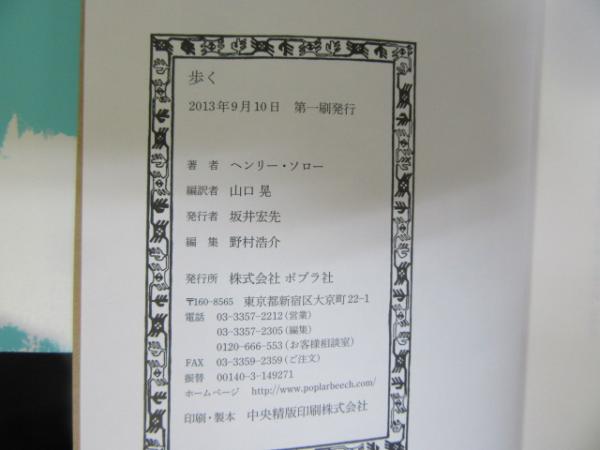 歩く
2013年9月10日　第一刷発行
著　者　ヘンリー・ソロー
編訳者　山口 晃
発行者　坂井宏先
編　集　野村浩介
発行所　株式会社 ポプラ社
〒160-8565　東京都新宿区大京町22-1
電話　03-3357-2212（営業）
03-3357-2305（編集）
0120-666-553（お客様相談室）
FAX　03-3359-2359（ご注文）
振替　00140-3-149271
ホームページ　http://www.poplarbeech.com/
印刷・製本　中央精版印刷株式会社